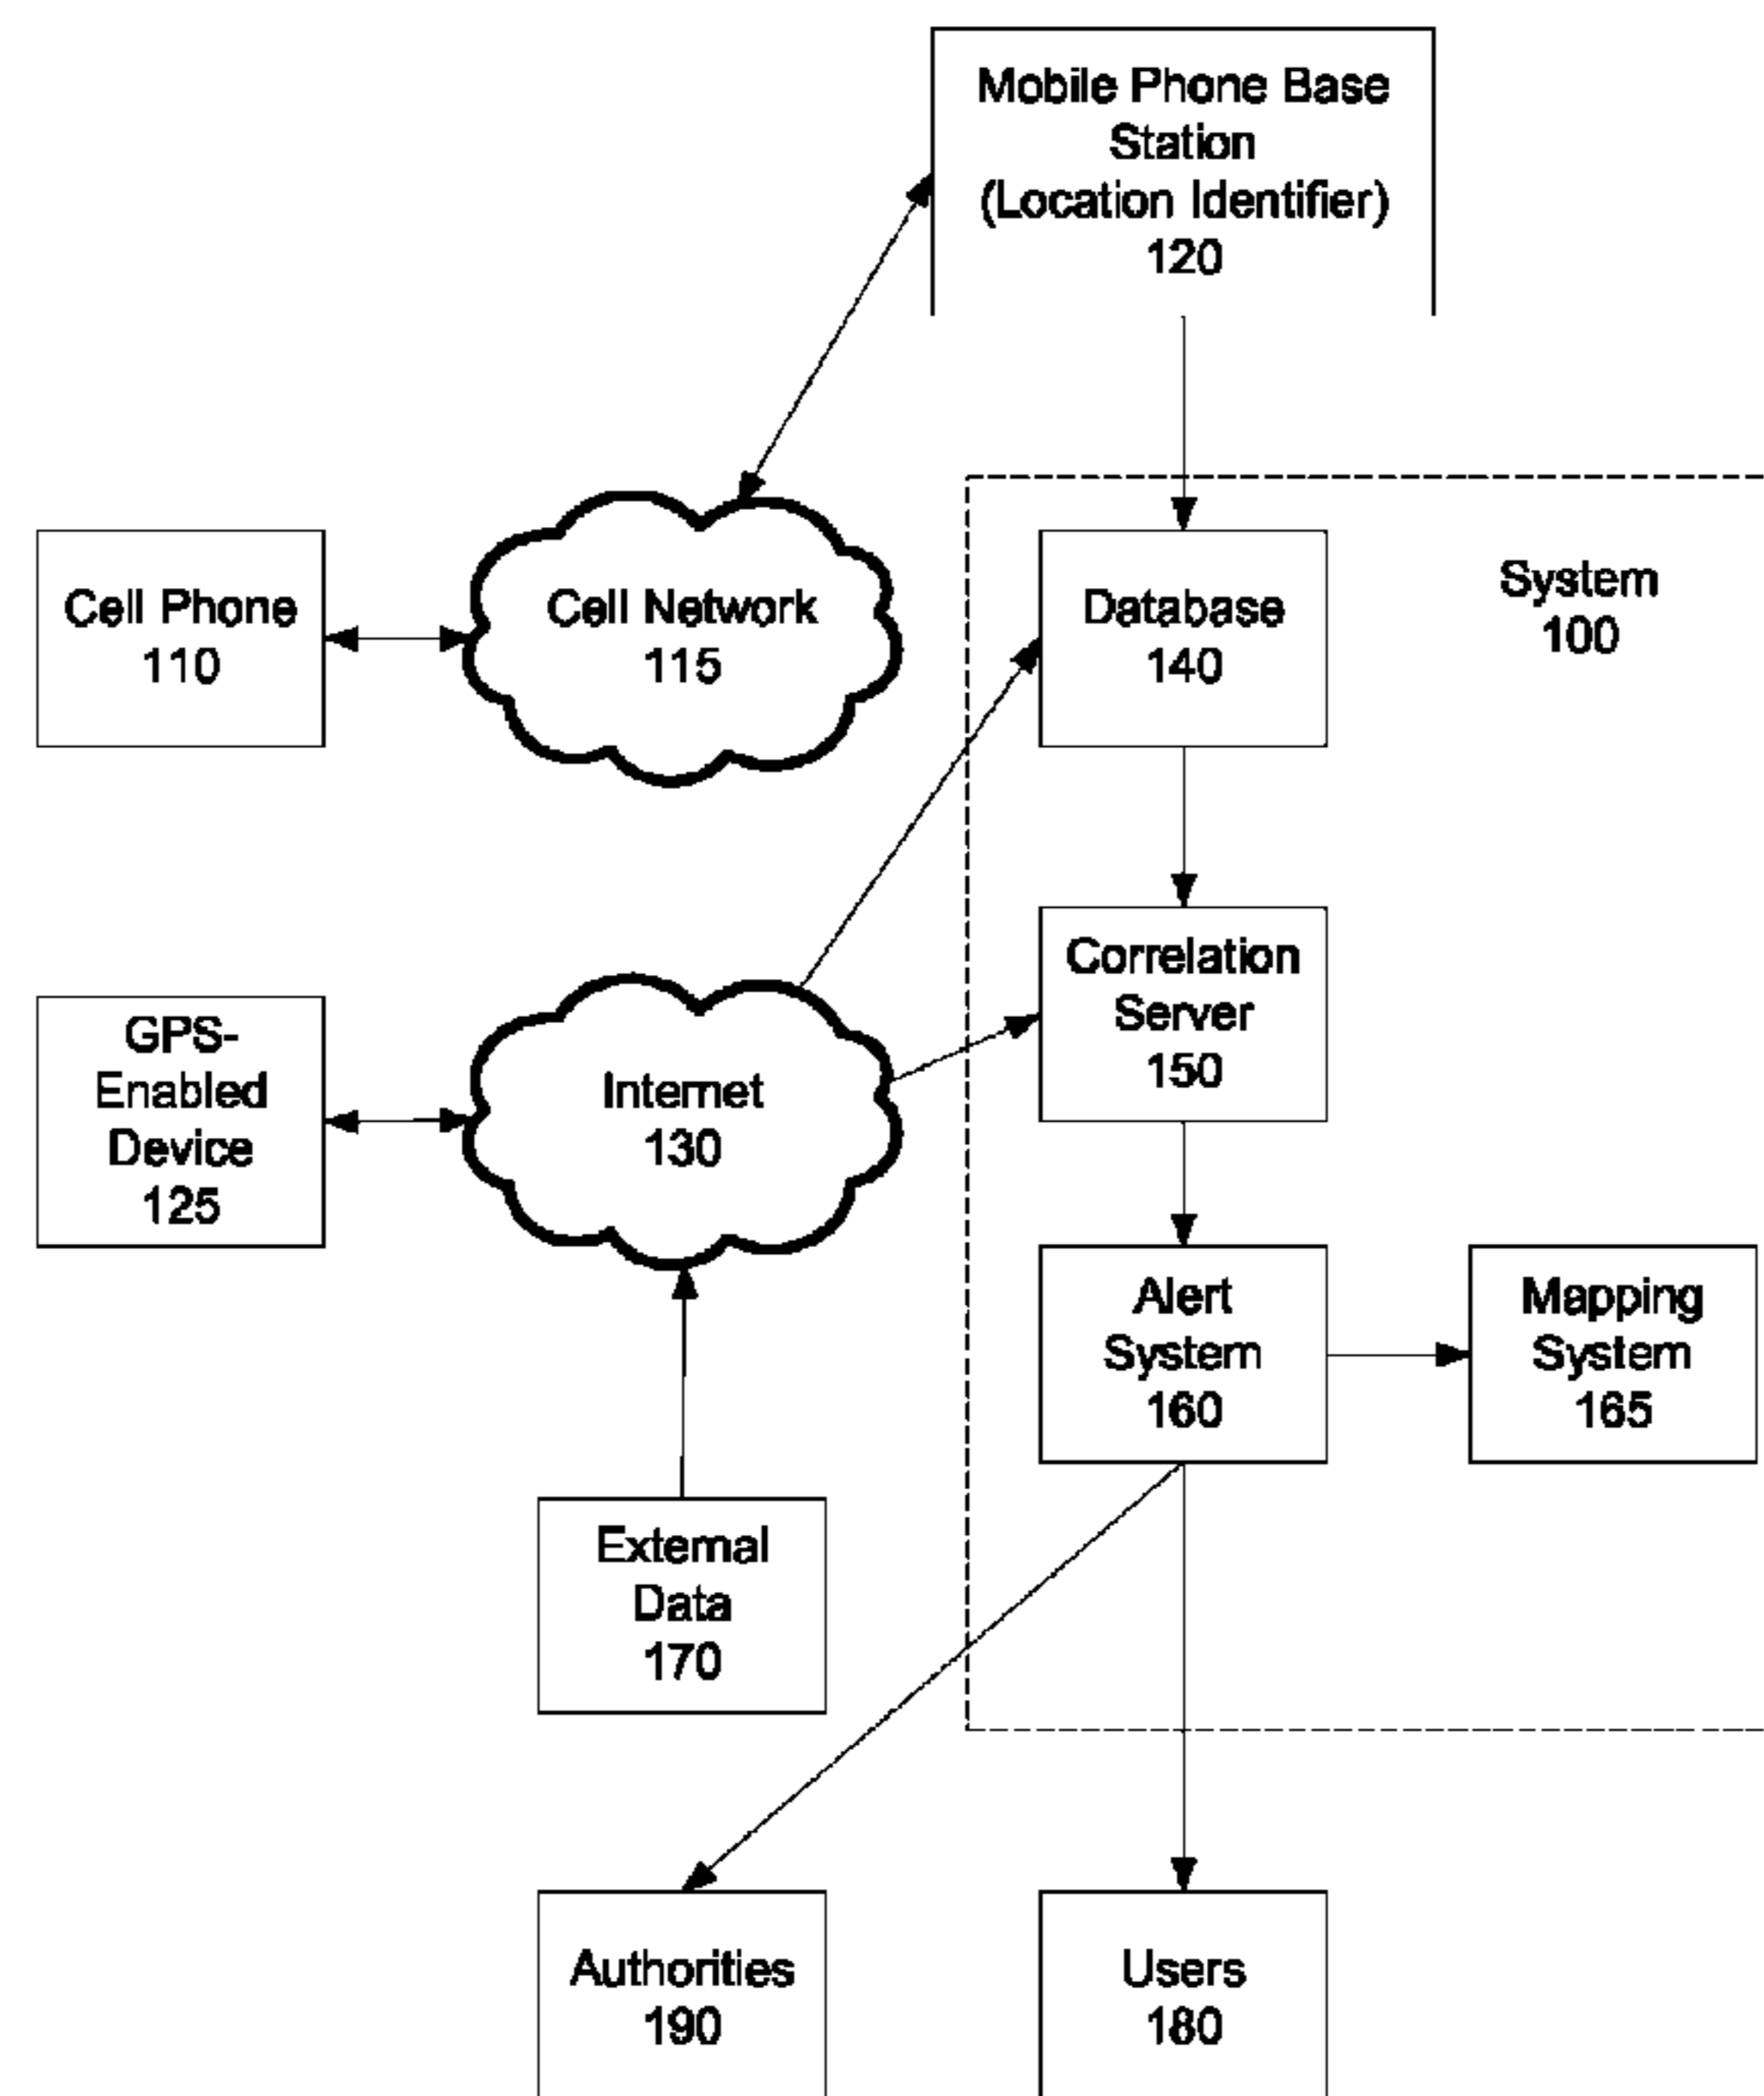 Mobile Phone Base
Station
(Location Identifier)
120
Cell Phone
110
Cell Network
115
Database
140
System
100
Correlation
Server
150
GPS-
Enabled
Device
125
Internet
130
Alert
System
160
Mapping
System
165
External
Data
170
Authorities
190
Users
180